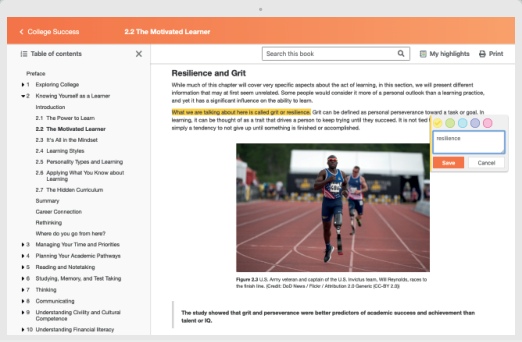 College Success
2.2 The Motivated Learner
Table of contents
Search this book
My highlights
Print
Preface
1 Exploring College
2 Knowing Yourself as a Learner
Introduction
2.1 The Power to Learn
2.2 The Motivated Learner
2.3 It's All in the Mindset
2.4 Learning Styles
2.5 Personality Types and Learning
2.6 Applying What You Know about
Learning
2.7 The Hidden Curriculum
Summary
Career Connection
Rethinking
Where do you go from here?
3 Managing Your Time and Priorities
4 Planning Your Academic Pathways
5 Reading and Notetaking
6 Studying, Memory, and Test Taking
7 Thinking
8 Communicating
9 Understanding Civility and Cultural
Competence
10 Understanding Financial literacy
Resilience and Grit
While much of this chapter will cover very specific aspects about the act of learning, in this section, we will present different
information that may at first seem unrelated. Some people would consider it more of a personal outlook than a learning practice,
and yet it has a significant influence on the ability to learn.
What we are talking about here is called grit or resilience. Grit can be defined as personal perseverance toward a task or goal. In
learning, it can be thought of as a trait that drives a person to keep trying until they succeed. It is not tied
simply a tendency to not give up until something is finished or accomplished.
resilience
Save
Cancel
Figure 2.3 U.S. Army veteran and captain of the U.S. Invictus team, Will Reynolds, races to
the finish line. (Credit: DoD News / Flickr / Attribution 2.0 Generic (CC-BY 2.0))
The study showed that grit and perseverance were better predictors of academic success and achievement than
talent or IQ.